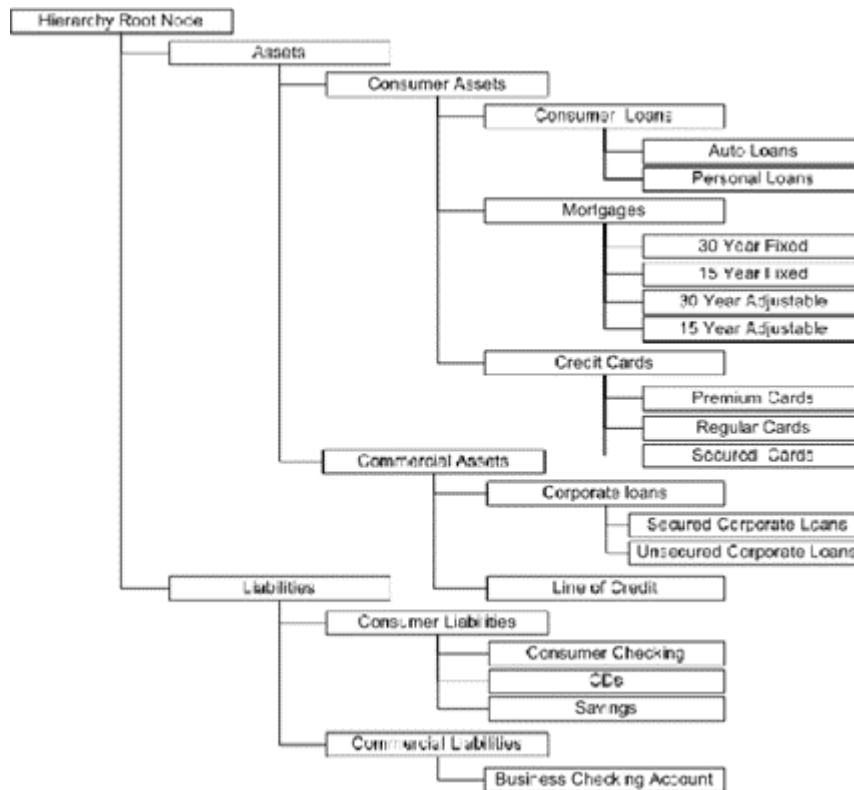 Hierarchy Root Node
Assets
Consumer Assets
Consumer Loans
Auto Loans
Personal Loans
Mortgages
30 Year Fixed
15 Year Fixed
30 Year Adjustable
15 Year Adjustable
Credit Cards
Premium Cards
Regular Cards
Secured Cards
Commercial Assets
Corporate loans
Secured Corporate Loans
Unsecured Corporate Loans
Line of Credit
Liabilities
Consumer Liabilities
Consumer Checking
CDs
Savings
Commercial Liabilities
Business Checking Account